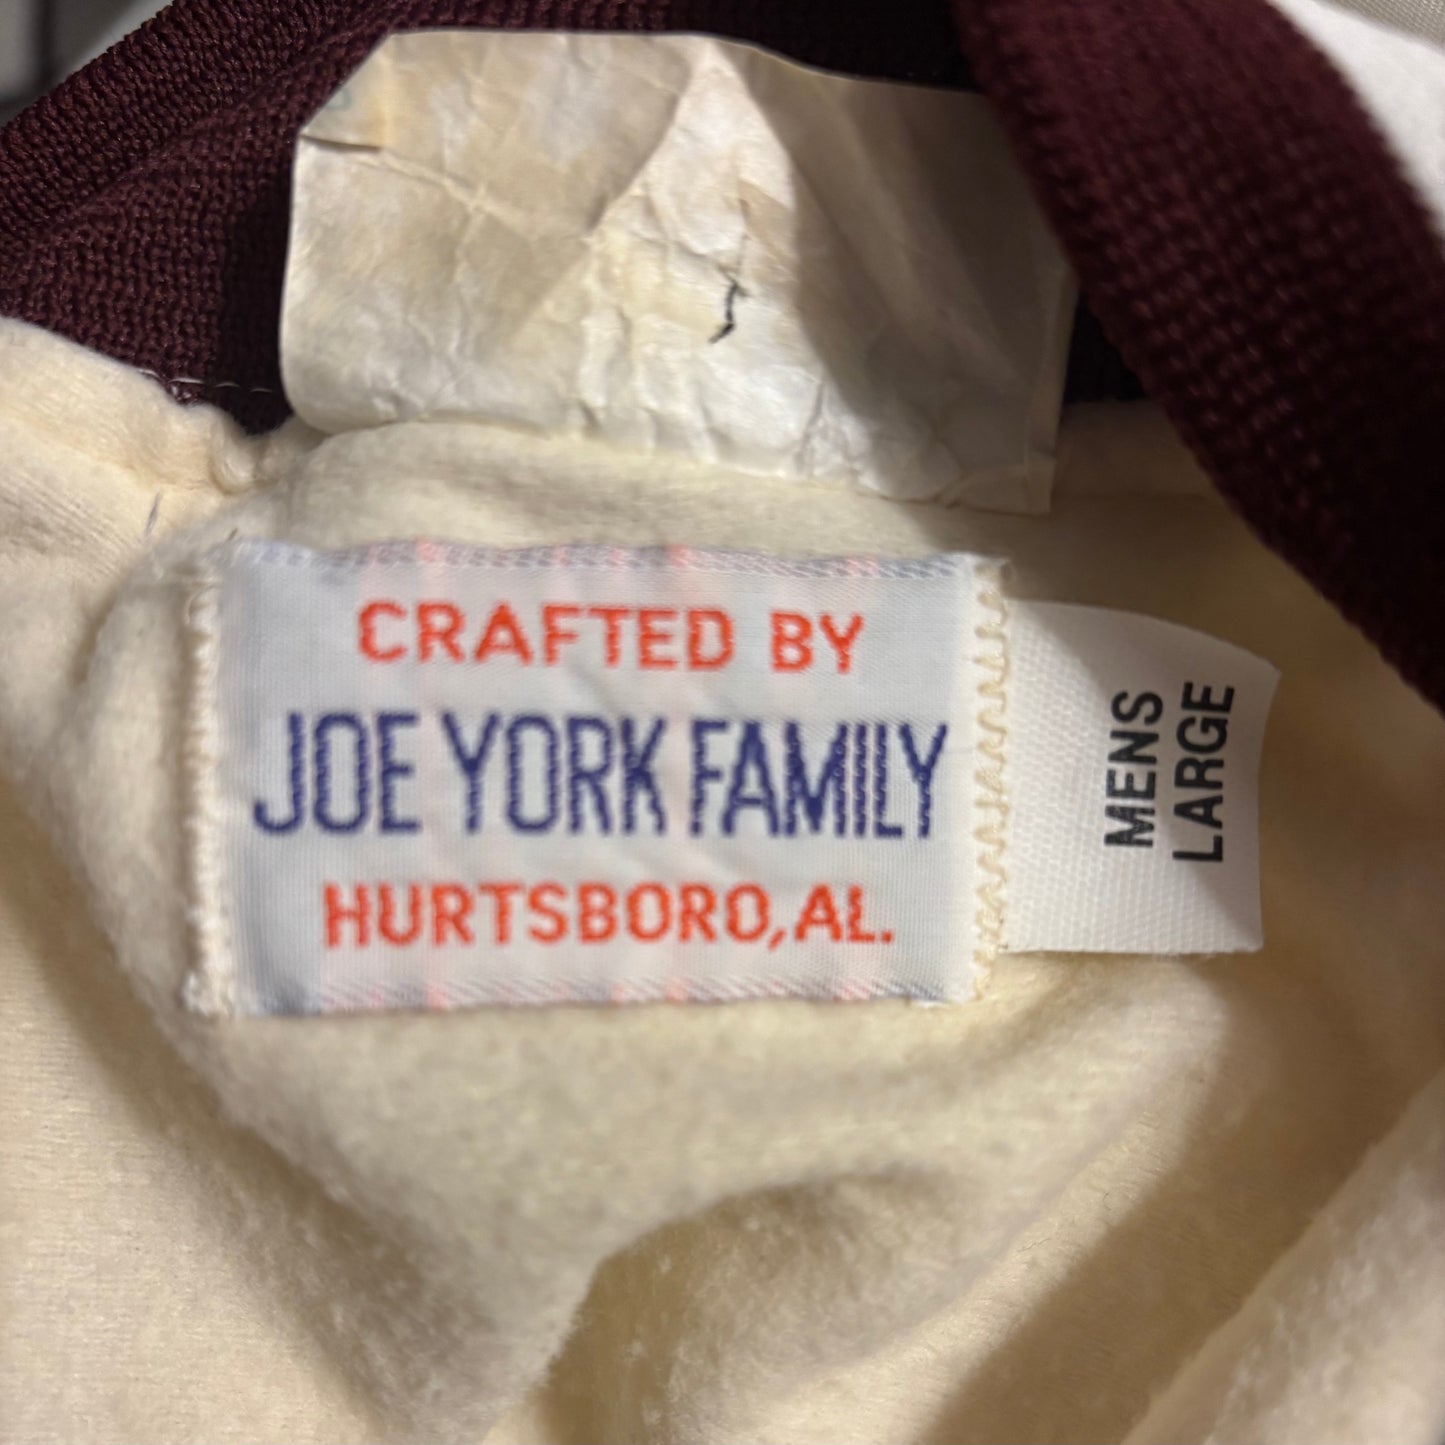 CRAFTED BY
JOE YORK FAMILY
HURTSBORO, AL.
MENS
LARGE